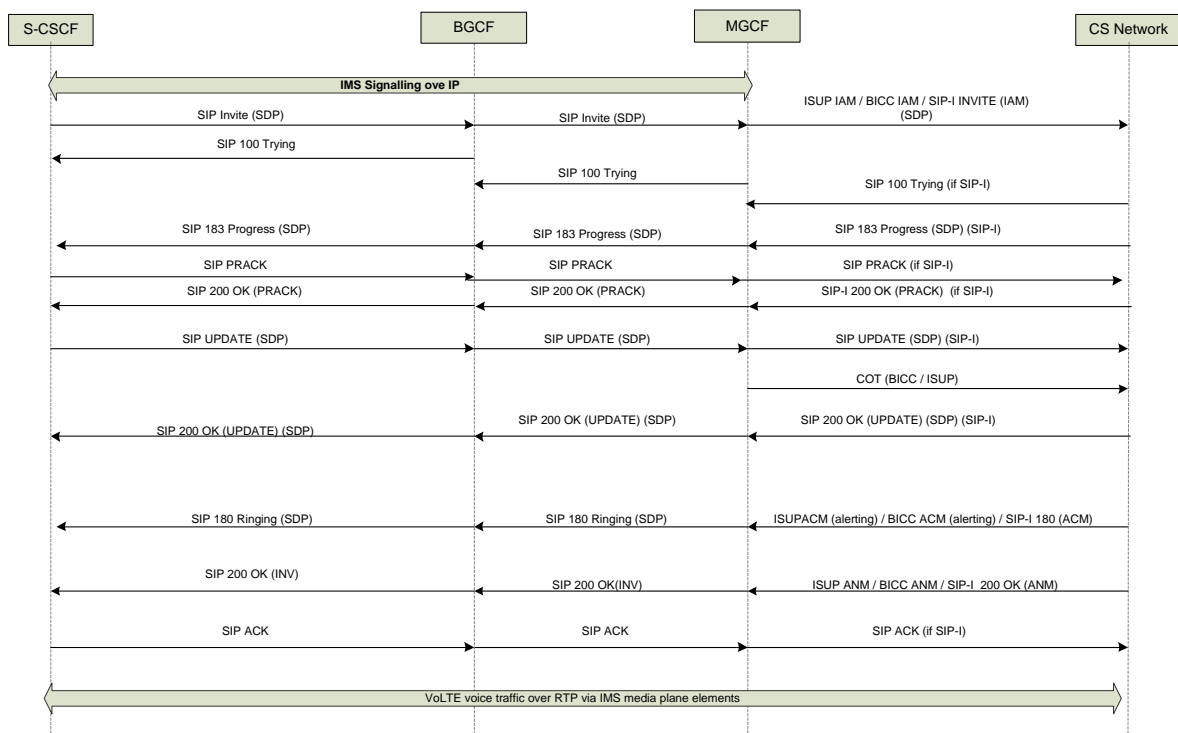 S-CSCF
BGCF
MGCF
CS Network
IMS Signalling ove IP
SIP Invite (SDP)
SIP Invite (SDP)
ISUP IAM / BICC IAM / SIP-I INVITE (IAM)
(SDP)
SIP 100 Trying
SIP 100 Trying
SIP 100 Trying (if SIP-I)
SIP 183 Progress (SDP)
SIP 183 Progress (SDP)
SIP 183 Progress (SDP) (SIP-I)
SIP PRACK
SIP PRACK
SIP PRACK (if SIP-I)
SIP 200 OK (PRACK)
SIP 200 OK (PRACK)
SIP-I 200 OK (PRACK) (if SIP-I)
SIP UPDATE (SDP)
SIP UPDATE (SDP)
SIP UPDATE (SDP) (SIP-I)
COT (BICC / ISUP)
SIP 200 OK (UPDATE) (SDP)
SIP 200 OK (UPDATE) (SDP)
SIP 200 OK (UPDATE) (SDP) (SIP-I)
SIP 180 Ringing (SDP)
SIP 180 Ringing (SDP)
ISUPACM (alerting) / BICC ACM (alerting) / SIP-I 180 (ACM)
SIP 200 OK (INV)
SIP 200 OK(INV)
ISUP ANM / BICC ANM / SIP-I 200 OK (ANM)
SIP ACK
SIP ACK
SIP ACK (if SIP-I)
VoLTE voice traffic over RTP via IMS media plane elements